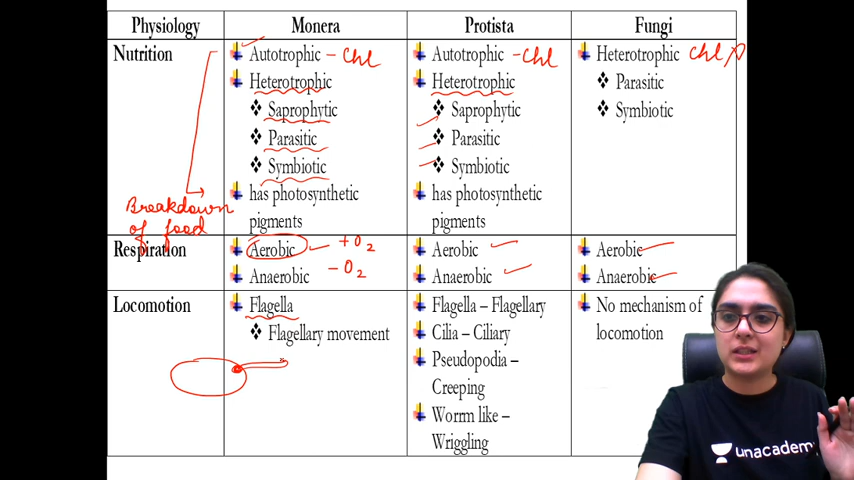 Physiology Monera Protista Fungi
Nutrition Autotrophic - Chl Autotrophic - Chl Heterotrophic Chl x
Heterotrophic Heterotrophic Parasitic
Saprophytic Saprophytic Symbiotic
Parasitic Parasitic
Symbiotic Symbiotic
has photosynthetic has photosynthetic
pigments pigments
Breakdown
of food
Respiration Aerobic + O2 Aerobic Aerobic
Anaerobic - O2 Anaerobic Anaerobic
Locomotion Flagella Flagella – Flagellary No mechanism of
Flagellary movement Cilia – Ciliary locomotion
Pseudopodia –
Creeping
Worm like –
Wriggling
unacademy